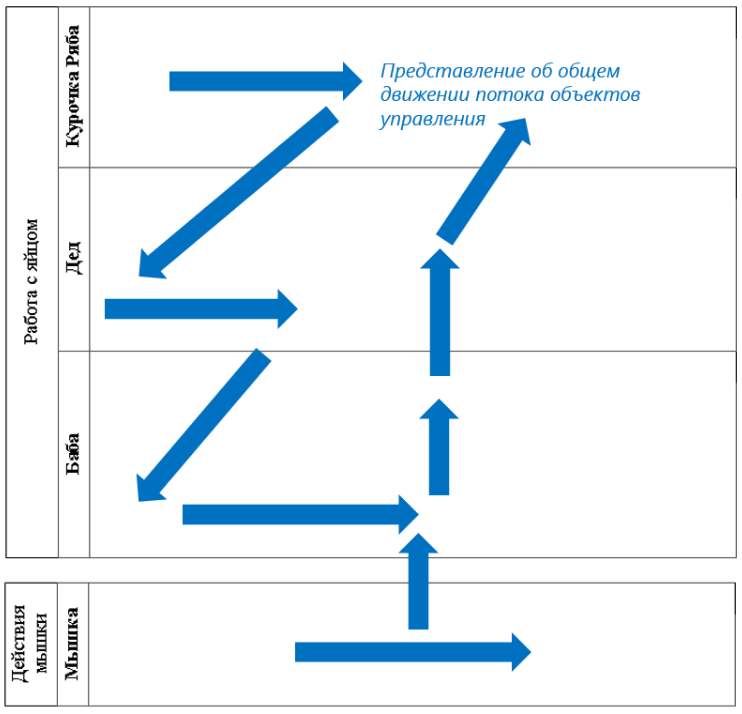 Работа с яйцом
Курочка Ряба
Представление об общем
движении потока объектов
управления
Дед
Баба
Действия
мышки
Мышка